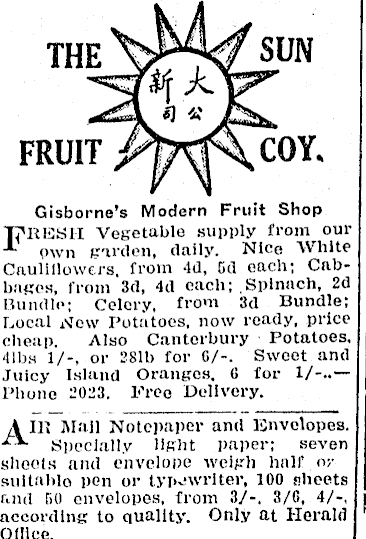 THE SUN
新 大
司 公
FRUIT COY.
Gisborne's Modern Fruit Shop
FRESH Vegetable supply from our
own garden, daily. Nice White
Cauliflowers, from 4d, 5d each; Cab-
bages, from 3d, 4d each; Spinach, 2d
Bundle; Celery, from 3d Bundle;
Local New Potatoes, now ready, price
cheap. Also Canterbury Potatoes,
4lbs 1/-, or 28lb for 6/-. Sweet and
Juicy Island Oranges, 6 for 1/-.—
Phone 2023. Free Delivery.
AIR Mail Notepaper and Envelopes.
Specially light paper; seven
sheets and envelope weigh half oz
suitable pen or typewriter, 100 sheets
and 50 envelopes, from 3/-, 3/6, 4/-,
according to quality. Only at Herald
Office.